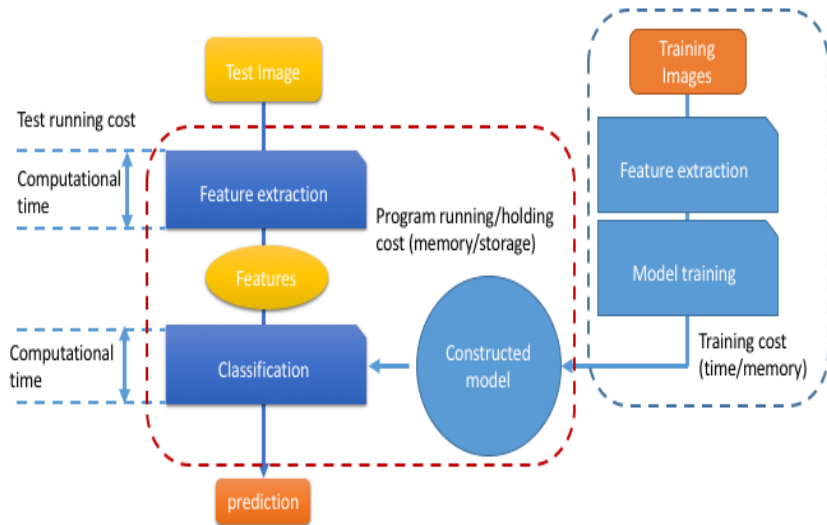 Test Image
Training
Images
Test running cost
Computational
time
Feature extraction
Feature extraction
Program running/holding
cost (memory/storage)
Features
Model training
Computational
time
Classification
Constructed
model
Training cost
(time/memory)
prediction